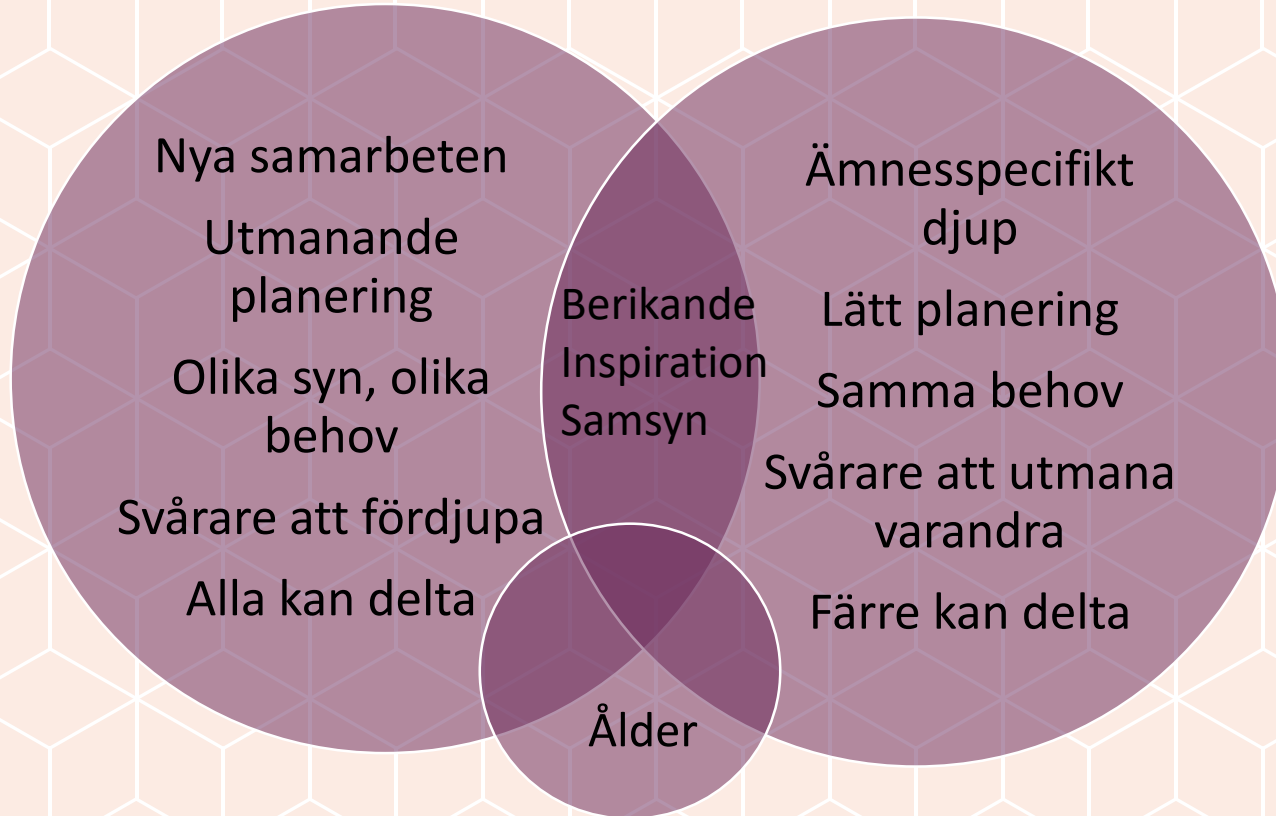 Nya samarbeten
Utmanande
planering
Olika syn, olika
behov
Svårare att fördjupa
Alla kan delta
Berikande
Inspiration
Samsyn
Ämnesspecifikt
djup
Lätt planering
Samma behov
Svårare att utmana
varandra
Färre kan delta
Ålder